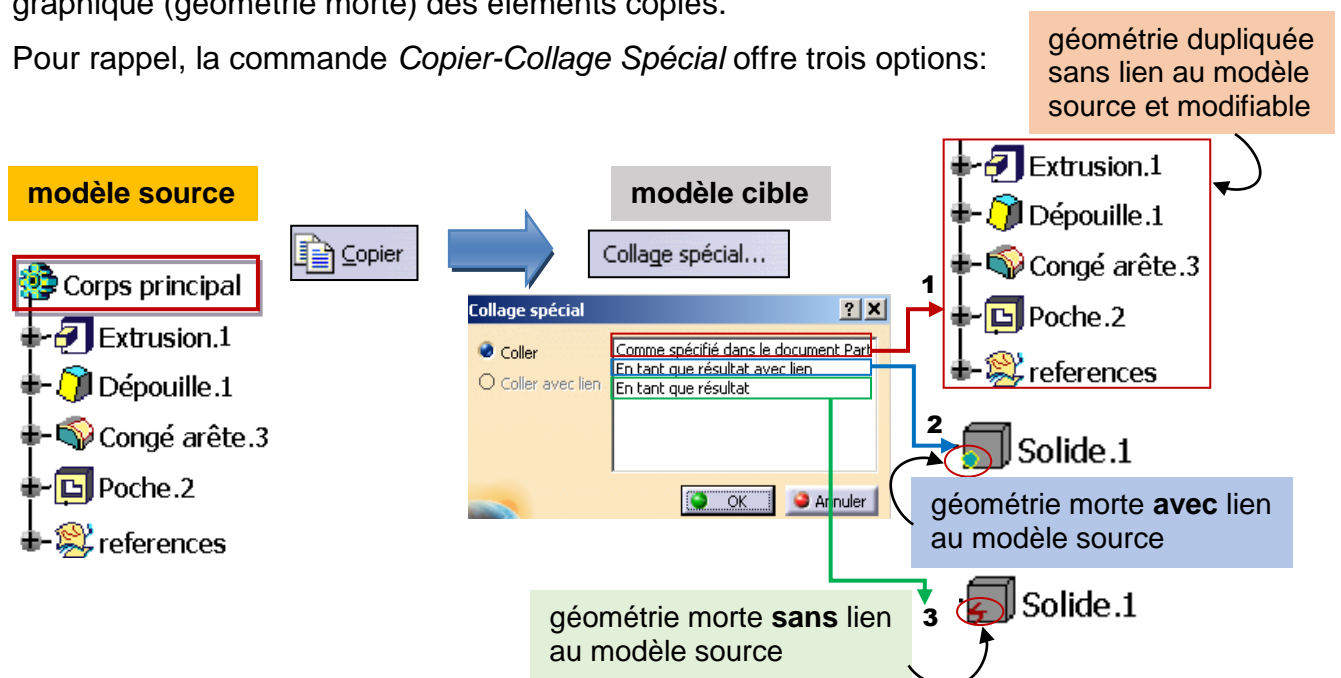 graphique (géométrie morte) des éléments copiés.
Pour rappel, la commande Copier-Collage Spécial offre trois options:
géométrie dupliquée
sans lien au modèle
source et modifiable
modèle source
Copier
modèle cible
Collage spécial...
Corps principal
Extrusion.1
Dépouille.1
Congé arête.3
Poche.2
references
Collage spécial
Coller
Coller avec lien
Comme spécifié dans le document Part
En tant que résultat avec lien
En tant que résultat
OK
Annuler
1
Extrusion.1
Dépouille.1
Congé arête.3
Poche.2
references
2
Solide.1
géométrie morte avec lien
au modèle source
3
Solide.1
géométrie morte sans lien
au modèle source